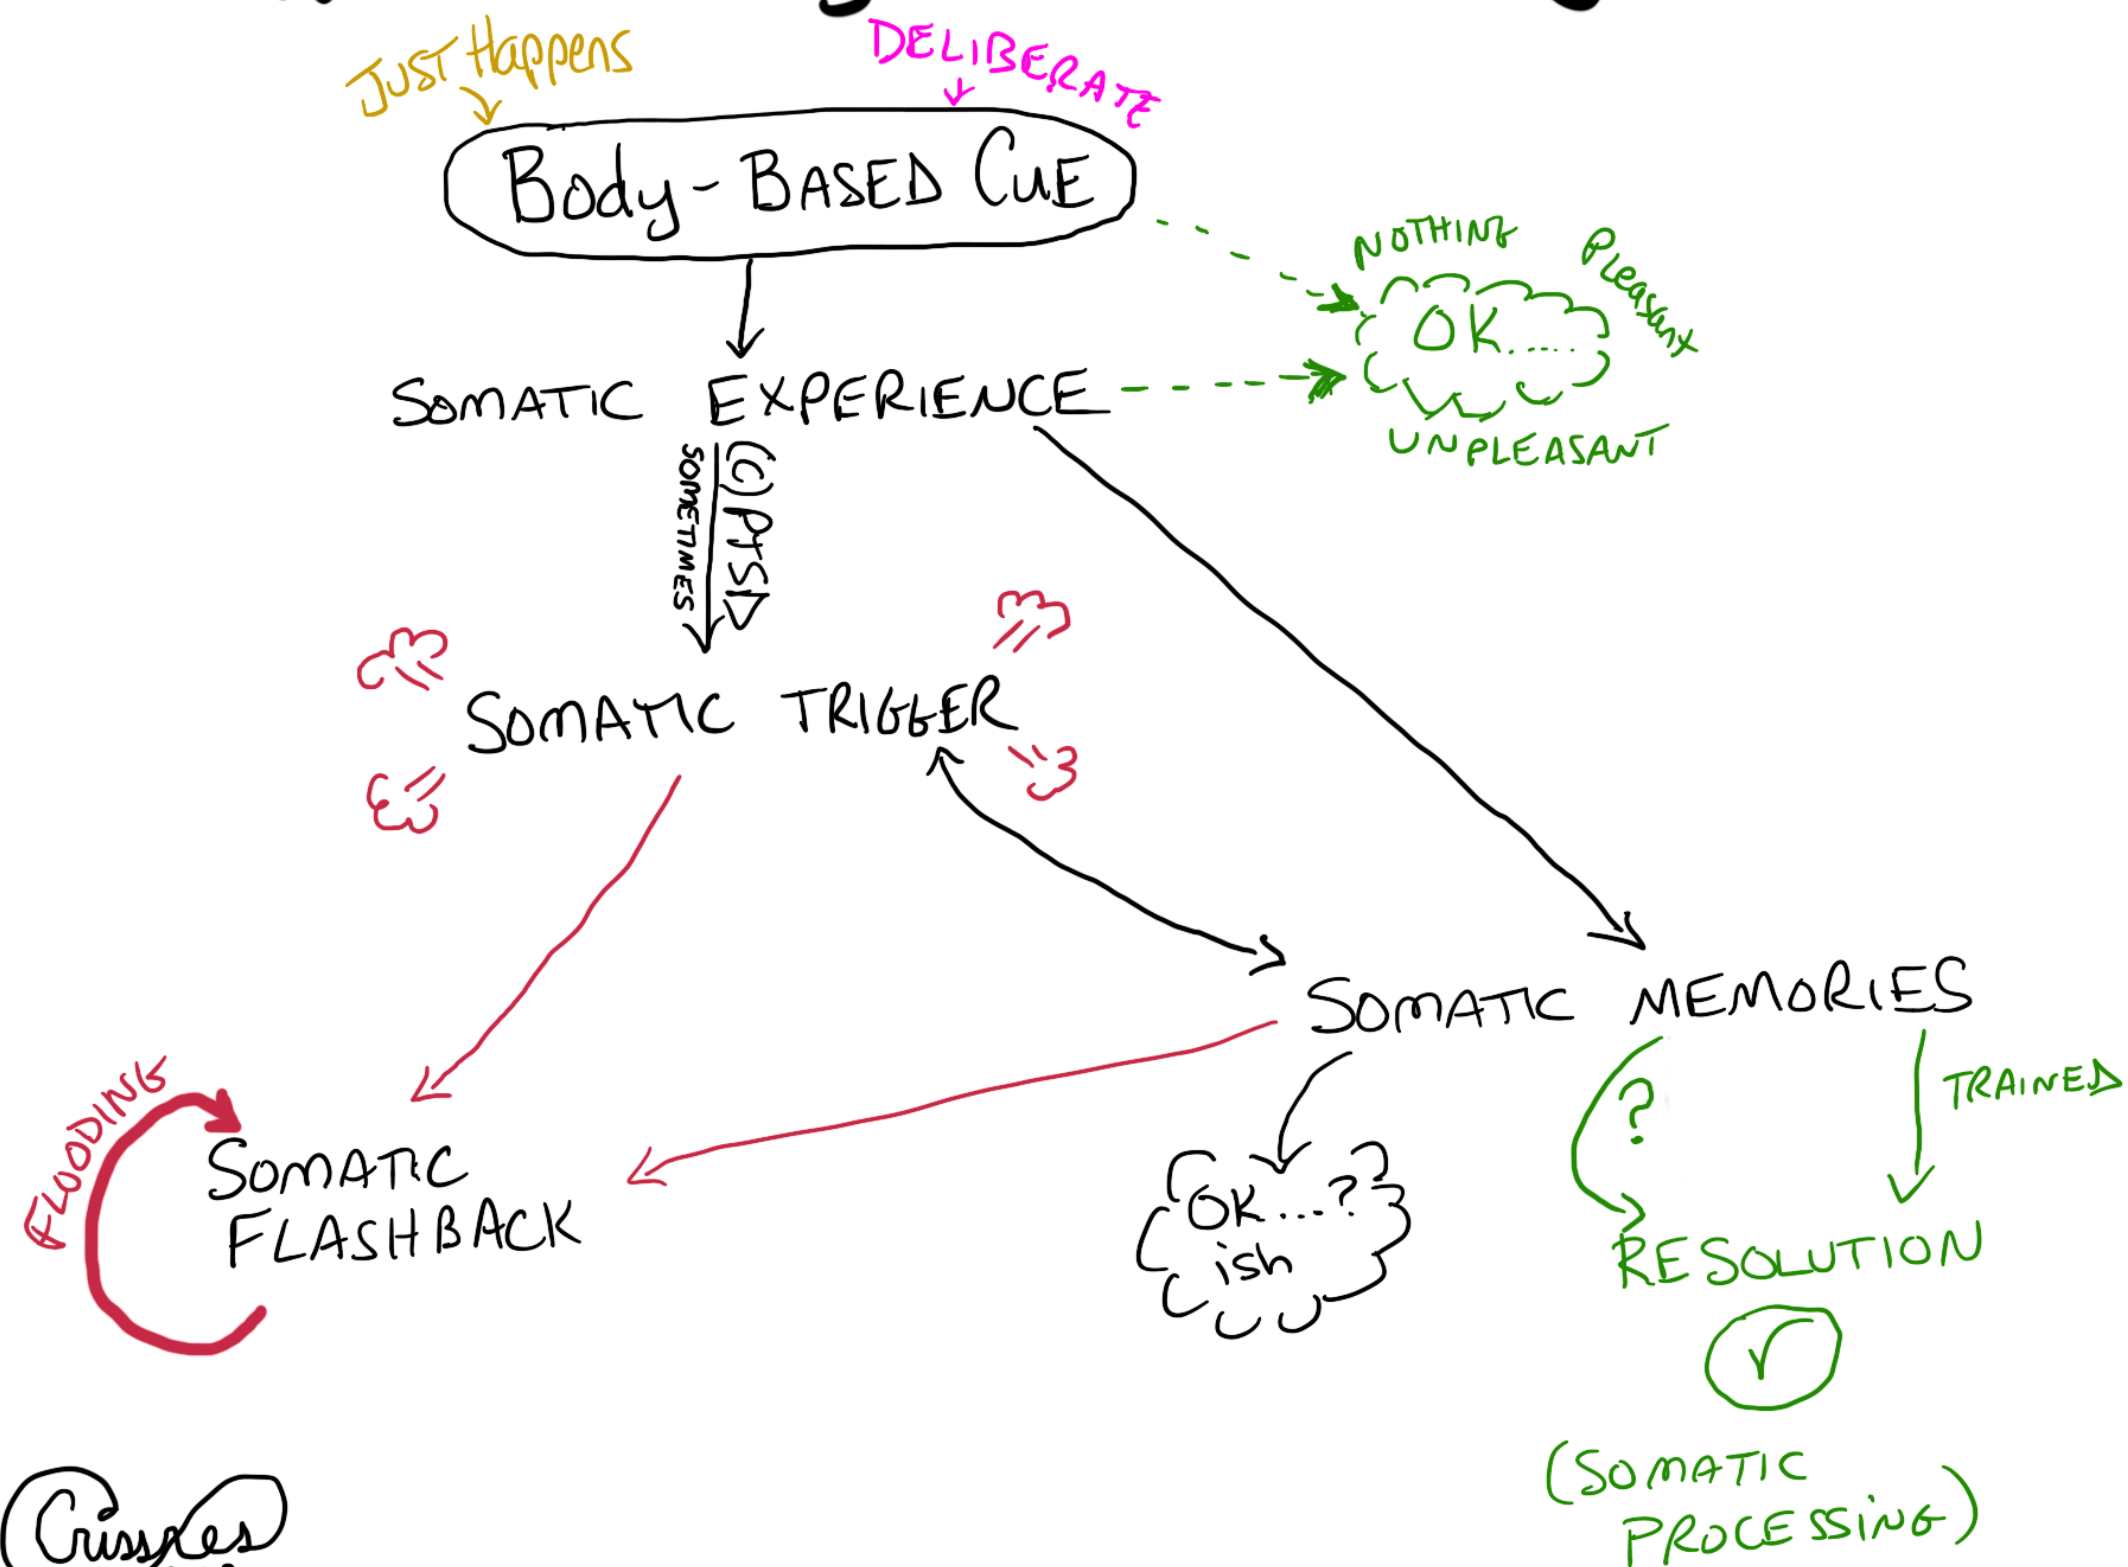 JUST Happens
DELIBERATE
Body-BASED CUE
NOTHING
Pleasant
OK.....
UNPLEASANT
SOMATIC EXPERIENCE
SOMETIMES
(C)PTSD
SOMATIC TRIGGER
SOMATIC MEMORIES
?
TRAINED
FLOODING
SOMATIC
FLASHBACK
OK...?
ish
RESOLUTION
(SOMATIC
PROCESSING)